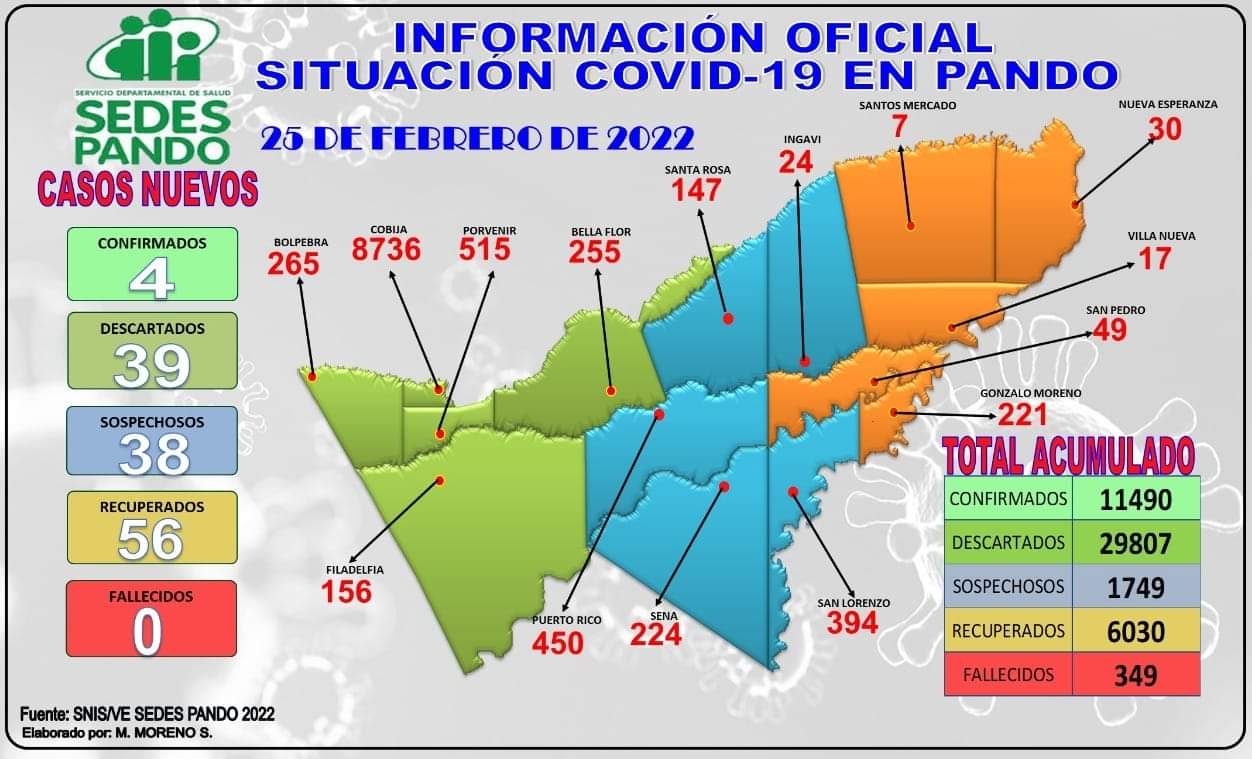 INFORMACIÓN OFICIAL
SITUACIÓN COVID-19 EN PANDO
25 DE FEBRERO DE 2022
SERVICIO DEPARTAMENTAL DE SALUD
SEDES
PANDO
CASOS NUEVOS
CONFIRMADOS
4
DESCARTADOS
39
SOSPECHOSOS
38
RECUPERADOS
56
FALLECIDOS
0
BOLPEBRA
265
COBIJA
8736
PORVENIR
515
BELLA FLOR
255
SANTA ROSA
147
INGAVI
24
SANTOS MERCADO
7
NUEVA ESPERANZA
30
VILLA NUEVA
17
SAN PEDRO
49
GONZALO MORENO
221
FILADELFIA
156
PUERTO RICO
450
SENA
224
SAN LORENZO
394
TOTAL ACUMULADO
CONFIRMADOS 11490
DESCARTADOS 29807
SOSPECHOSOS 1749
RECUPERADOS 6030
FALLECIDOS 349
Fuente: SNIS/VE SEDES PANDO 2022
Elaborado por: M. MORENO S.